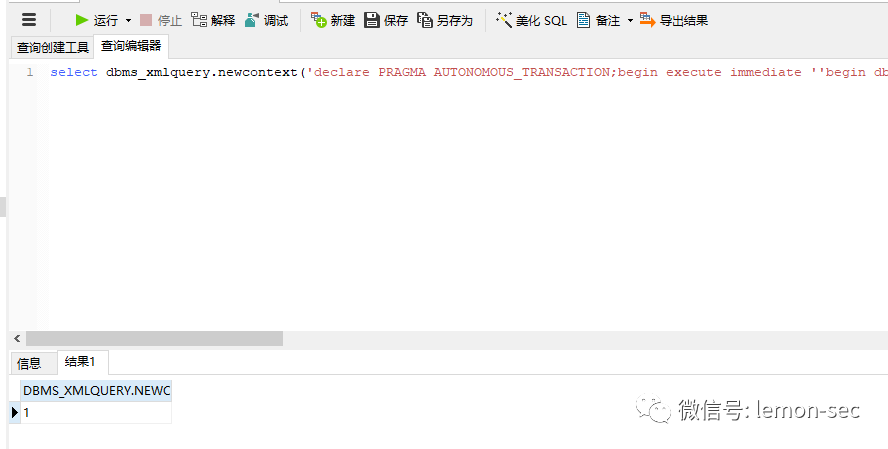 运行 停止 解释 调试 新建 保存 另存为 美化 SQL 备注 导出结果
查询创建工具 查询编辑器
1 select dbms_xmlquery.newcontext('declare PRAGMA AUTONOMOUS_TRANSACTION;begin execute immediate ''begin db
信息 结果1
DBMS_XMLQUERY.NEWC
1
微信号: lemon-sec